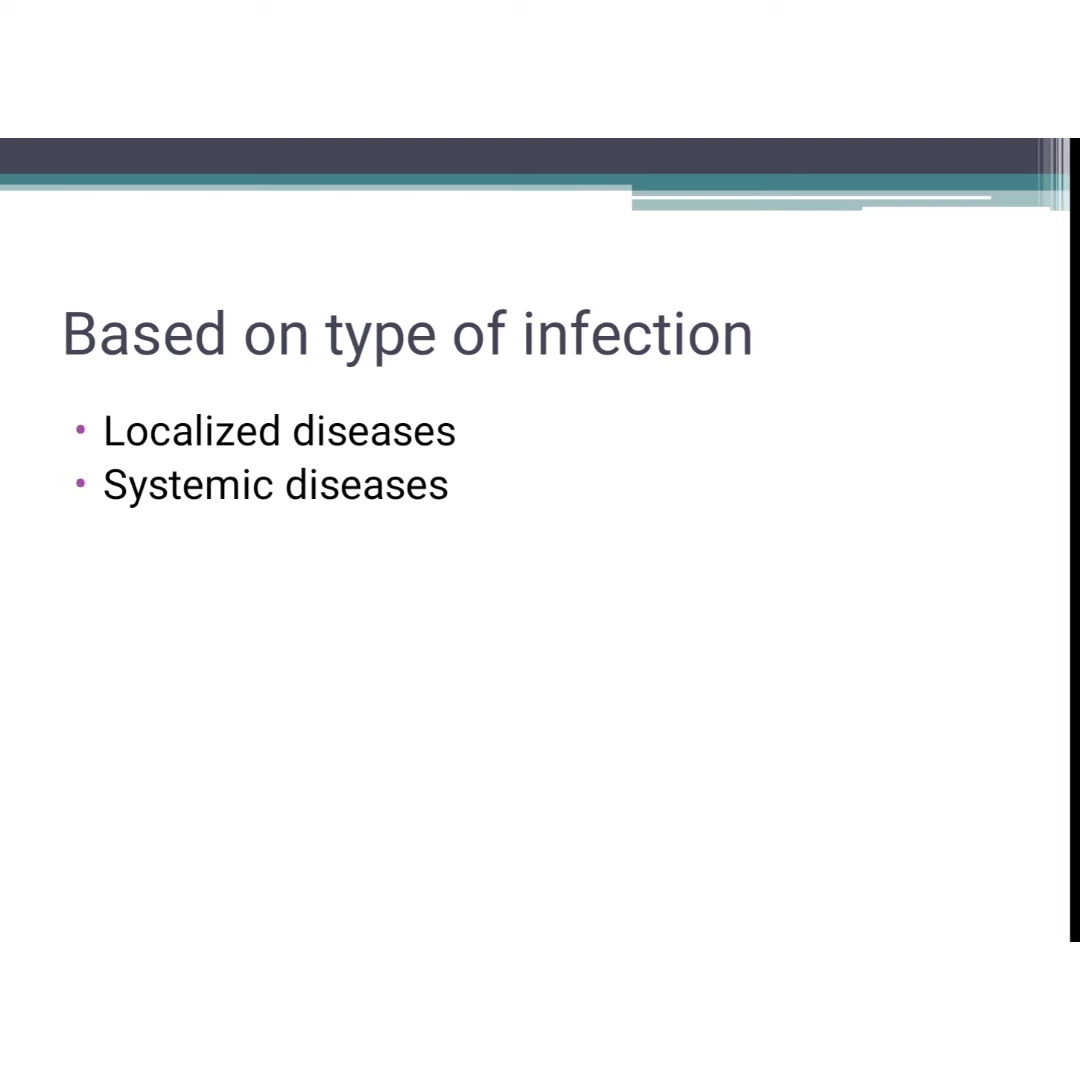 Based on type of infection
• Localized diseases
• Systemic diseases